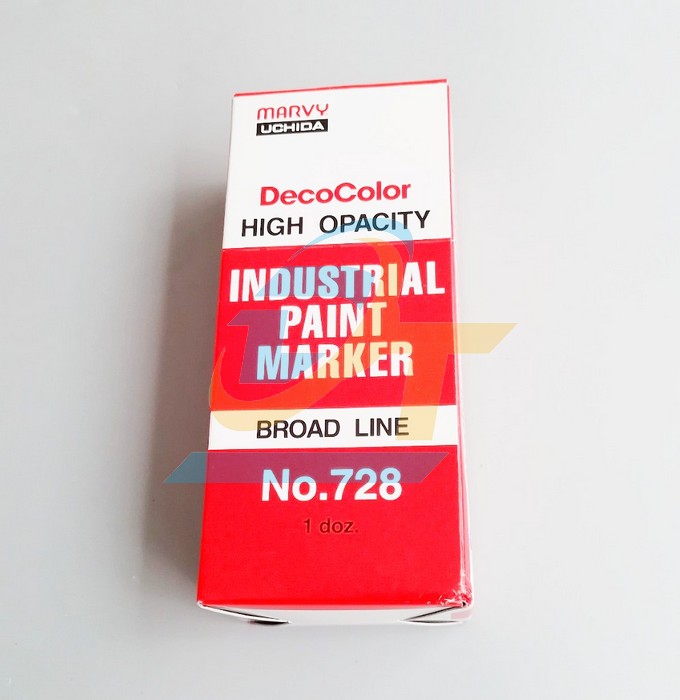 MARVY
UCHIDA
DecoColor
HIGH OPACITY
INDUSTRIAL
PAINT
MARKER
BROAD LINE
No.728
1 doz.